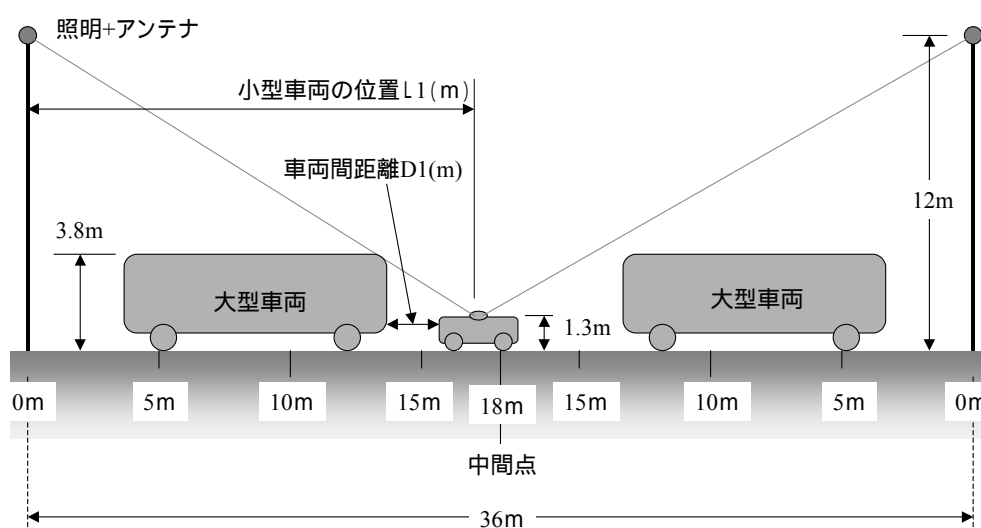 照明+アンテナ
小型車両の位置L1(m)
車両間距離D1(m)
12m
3.8m
大型車両
大型車両
1.3m
0m
5m
10m
15m
18m
15m
10m
5m
0m
中間点
36m